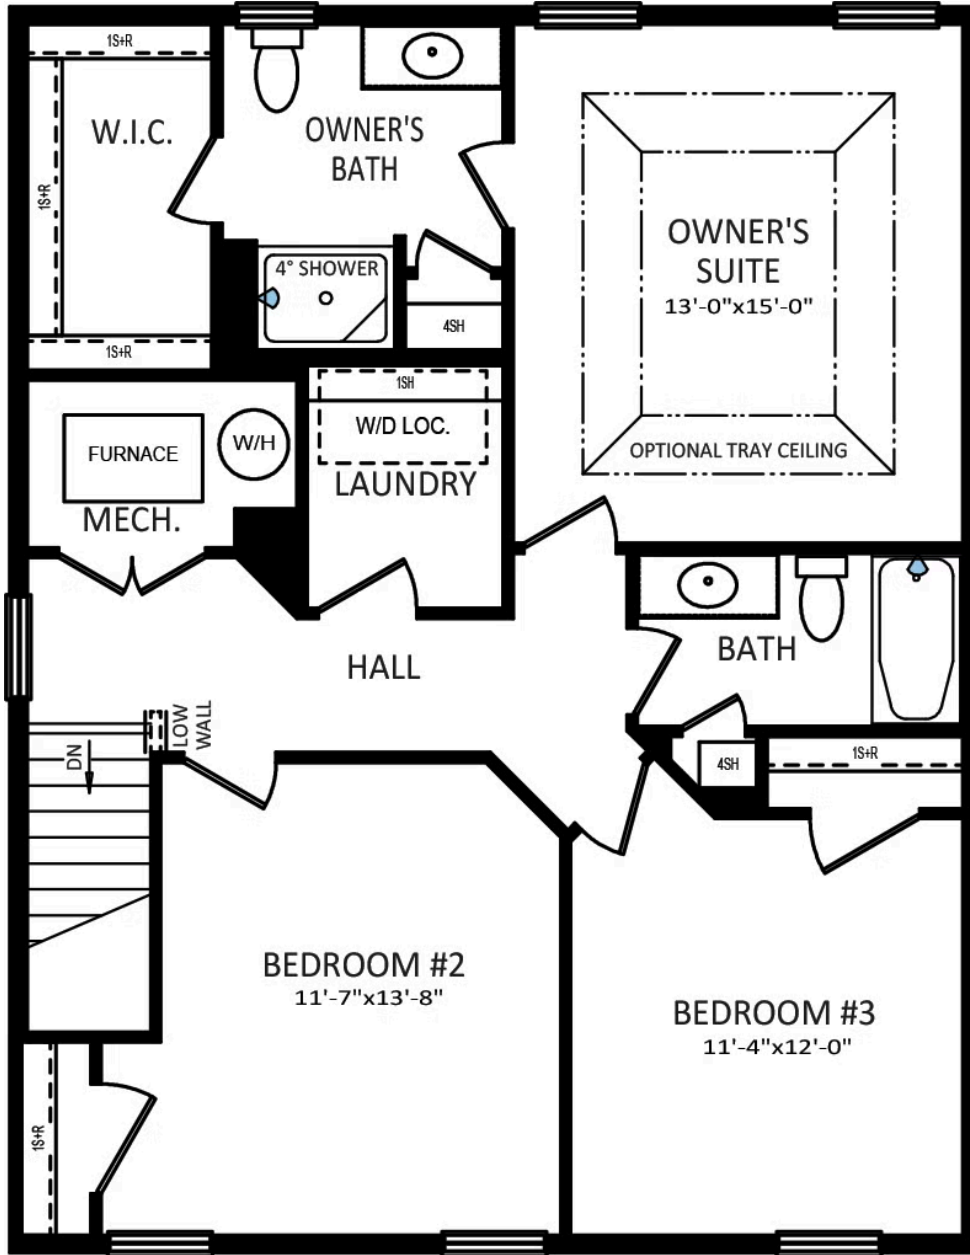 1S+R
W.I.C.
1S+R
1S+R
OWNER'S
BATH
4° SHOWER
4SH
OWNER'S
SUITE
13'-0"x15'-0"
OPTIONAL TRAY CEILING
FURNACE
W/H
MECH.
1SH
W/D LOC.
LAUNDRY
HALL
BATH
LOW
WALL
DN
4SH
1S+R
BEDROOM #2
11'-7"x13'-8"
BEDROOM #3
11'-4"x12'-0"
1S+R